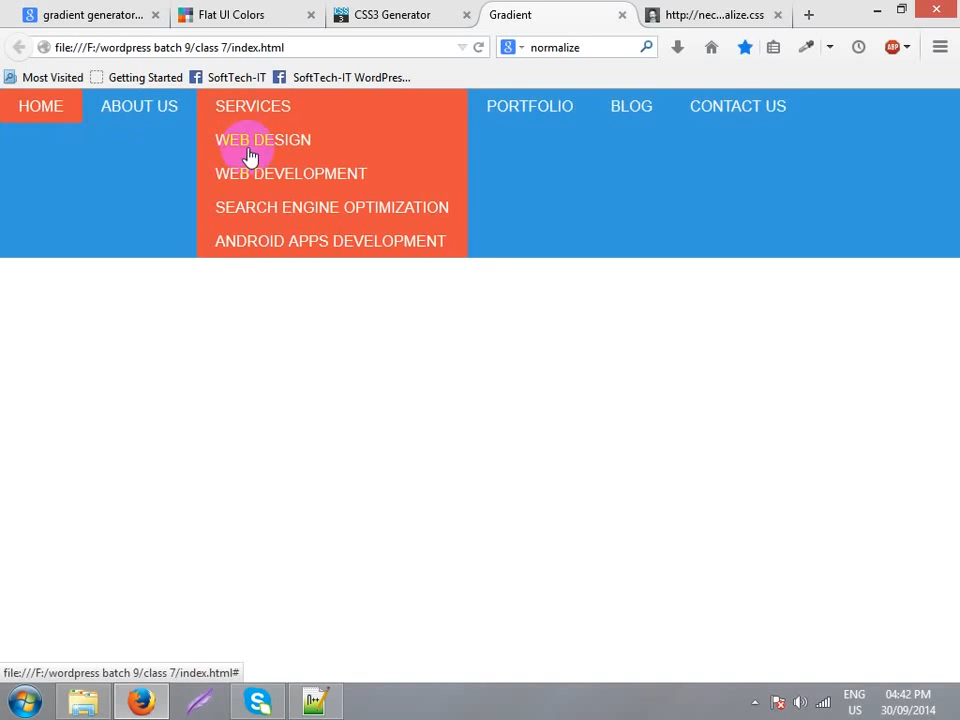 gradient generator...
Flat UI Colors
CSS3 Generator
Gradient
http://nec...alize.css
file:///F:/wordpress batch 9/class 7/index.html
normalize
Most Visited
Getting Started
SoftTech-IT
SoftTech-IT WordPres...
HOME
ABOUT US
SERVICES
PORTFOLIO
BLOG
CONTACT US
WEB DESIGN
WEB DEVELOPMENT
SEARCH ENGINE OPTIMIZATION
ANDROID APPS DEVELOPMENT
file:///F:/wordpress batch 9/class 7/index.html#
ENG
US
04:42 PM
30/09/2014